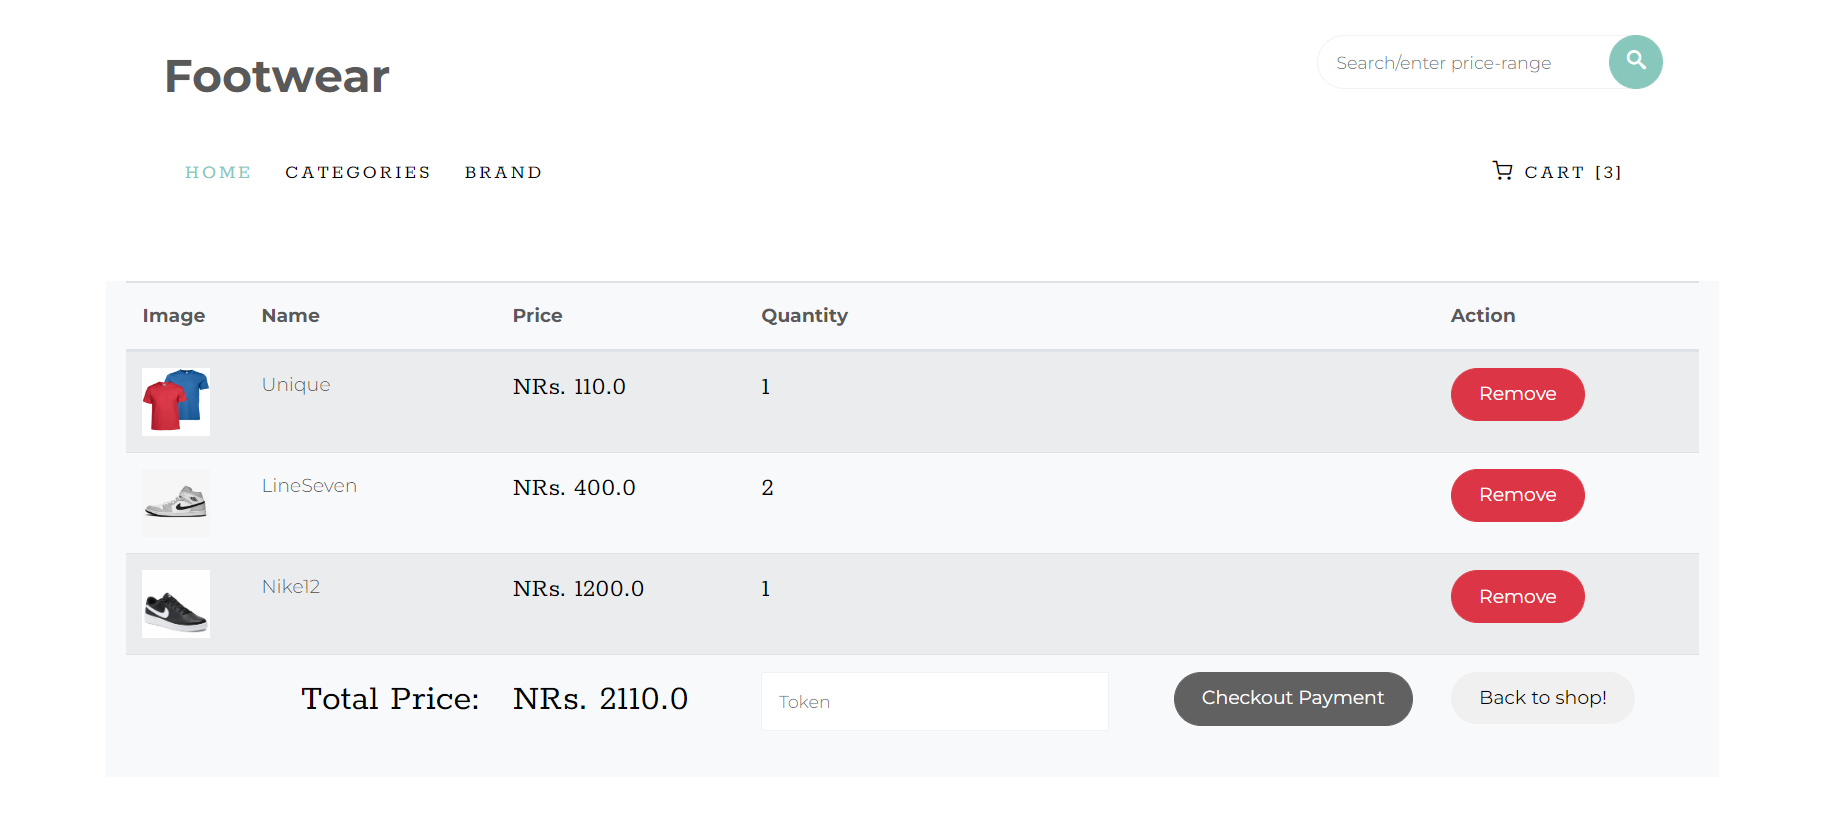 Footwear
Search/enter price-range
HOME CATEGORIES BRAND CART [3]
Image Name Price Quantity Action
Unique NRs. 110.0 1 Remove
LineSeven NRs. 400.0 2 Remove
Nike12 NRs. 1200.0 1 Remove
Total Price: NRs. 2110.0 Token Checkout Payment Back to shop!